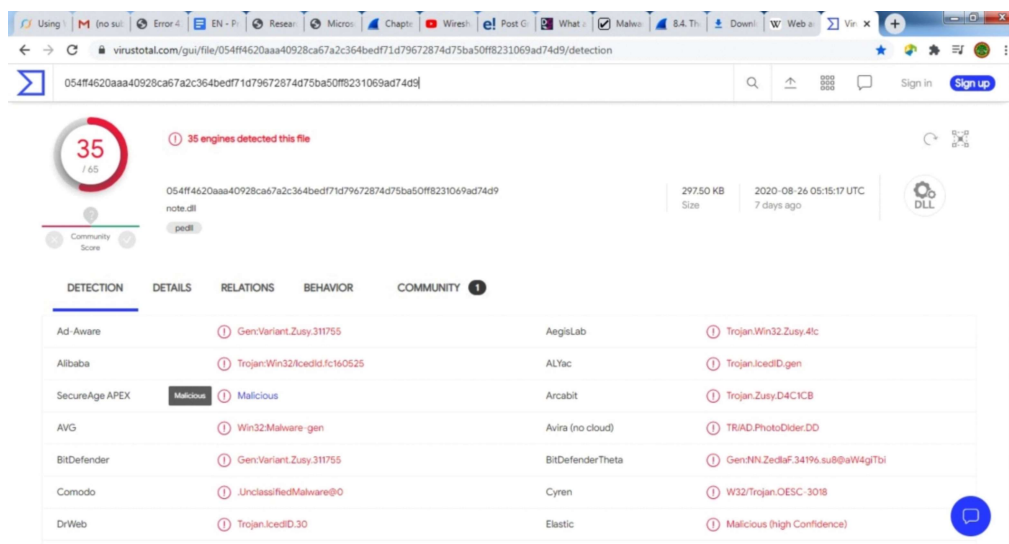 Using
M (no su
Error 4
EN - P
Resear
Micros
Chapte
Wiresh
Post G
What
Malwa
8.4. Th
Downl
Web a
Vir
virustotal.com/gui/file/054ff4620aaa40928ca67a2c364bedf71d79672874d75ba50ff8231069ad74d9/detection
054ff4620aaa40928ca67a2c364bedf71d79672874d75ba50ff8231069ad74d9
Sign in
Sign up
35
/ 65
35 engines detected this file
054ff4620aaa40928ca67a2c364bedf71d79672874d75ba50ff8231069ad74d9
note.dll
pedll
297.50 KB
Size
2020-08-26 05:15:17 UTC
7 days ago
DLL
?
Community
Score
DETECTION DETAILS RELATIONS BEHAVIOR COMMUNITY 1
Ad-Aware Gen:Variant.Zusy.311755 AegisLab Trojan.Win32.Zusy.4!c
Alibaba Trojan:Win32/IcedId.fc160525 ALYac Trojan.IcedID.gen
SecureAge APEX Malicious Malicious Arcabit Trojan.Zusy.D4C1CB
AVG Win32:Malware-gen Avira (no cloud) TR/AD.PhotoDlder.DD
BitDefender Gen:Variant.Zusy.311755 BitDefenderTheta Gen:NN.ZedlaF.34196.su8@aW4giTbi
Comodo .UnclassifiedMalware@0 Cyren W32/Trojan.OESC-3018
DrWeb Trojan.IcedID.30 Elastic Malicious (high Confidence)